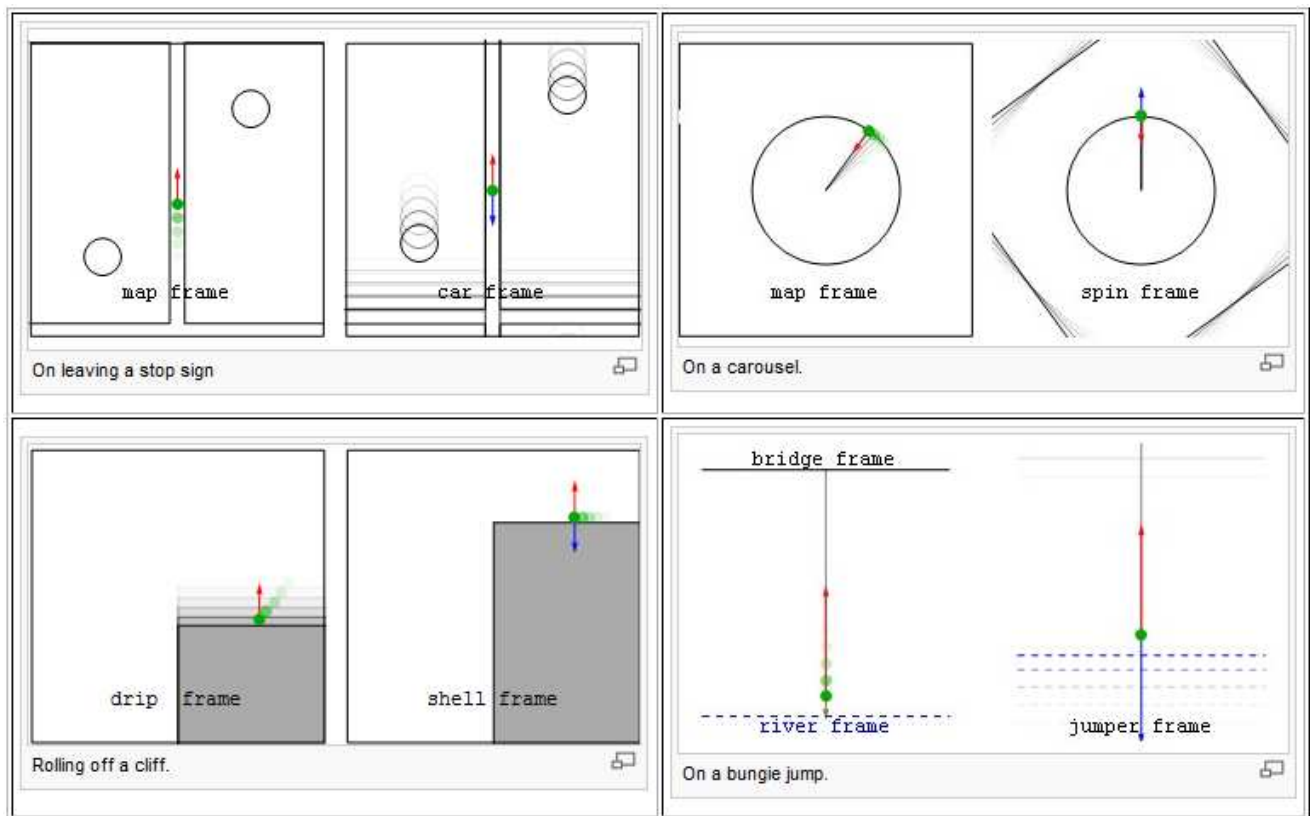 map frame
car frame
On leaving a stop sign
map frame
spin frame
On a carousel.
drip frame
shell frame
Rolling off a cliff.
bridge frame
river frame
jumper frame
On a bungie jump.